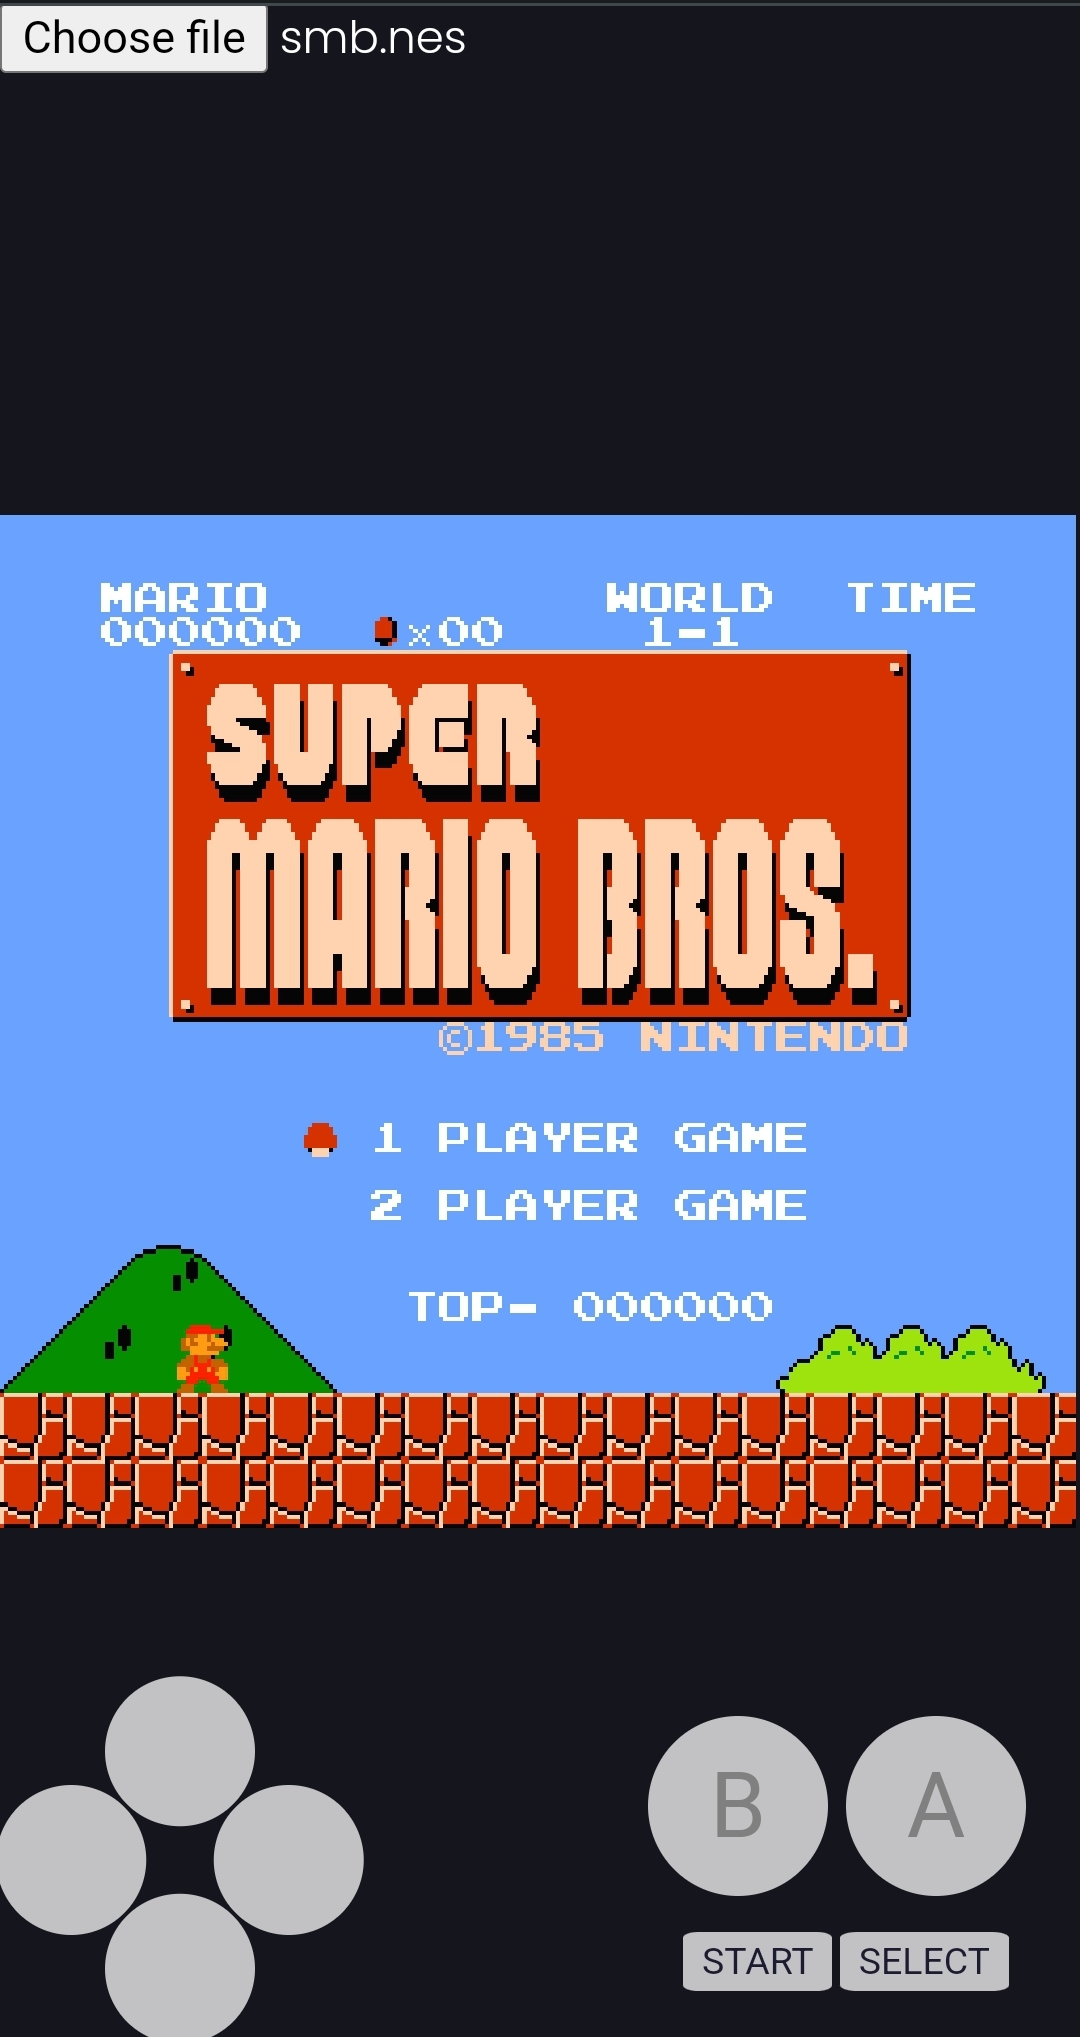 Choose file smb.nes
MARIO WORLD TIME
000000 x00 1-1
SUPER
MARIO BROS.
©1985 NINTENDO
1 PLAYER GAME
2 PLAYER GAME
TOP- 000000
B A
START SELECT